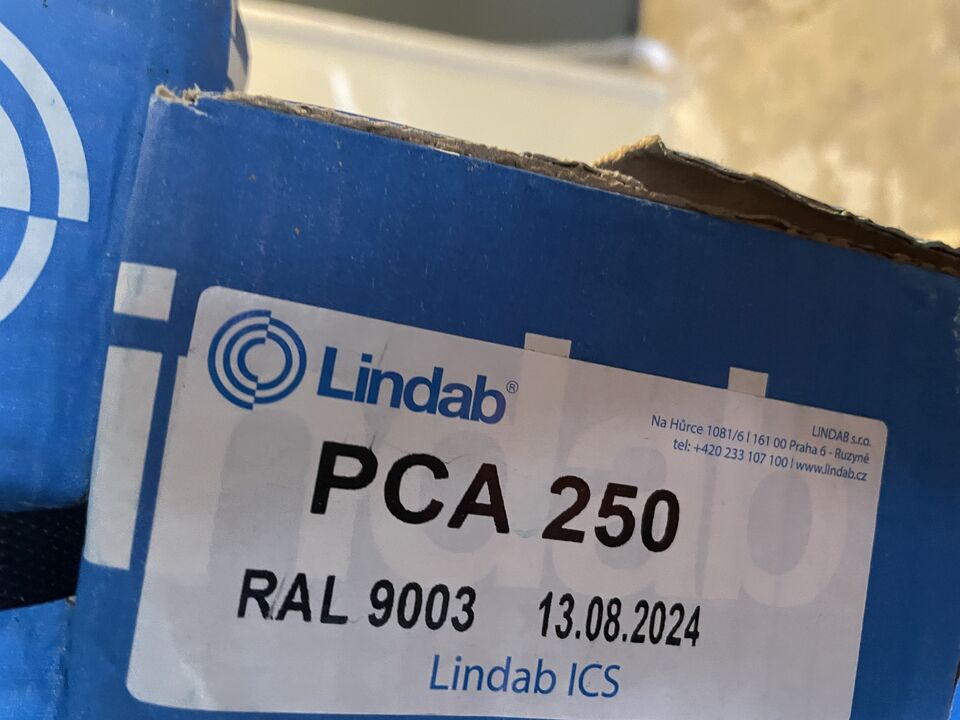 Lindab®
LINDAB s.r.o.
Na Hůrce 1081/6 | 161 00 Praha 6 - Ruzyně
tel: +420 233 107 100 | www.lindab.cz
PCA 250
RAL 9003 13.08.2024
Lindab ICS
indab